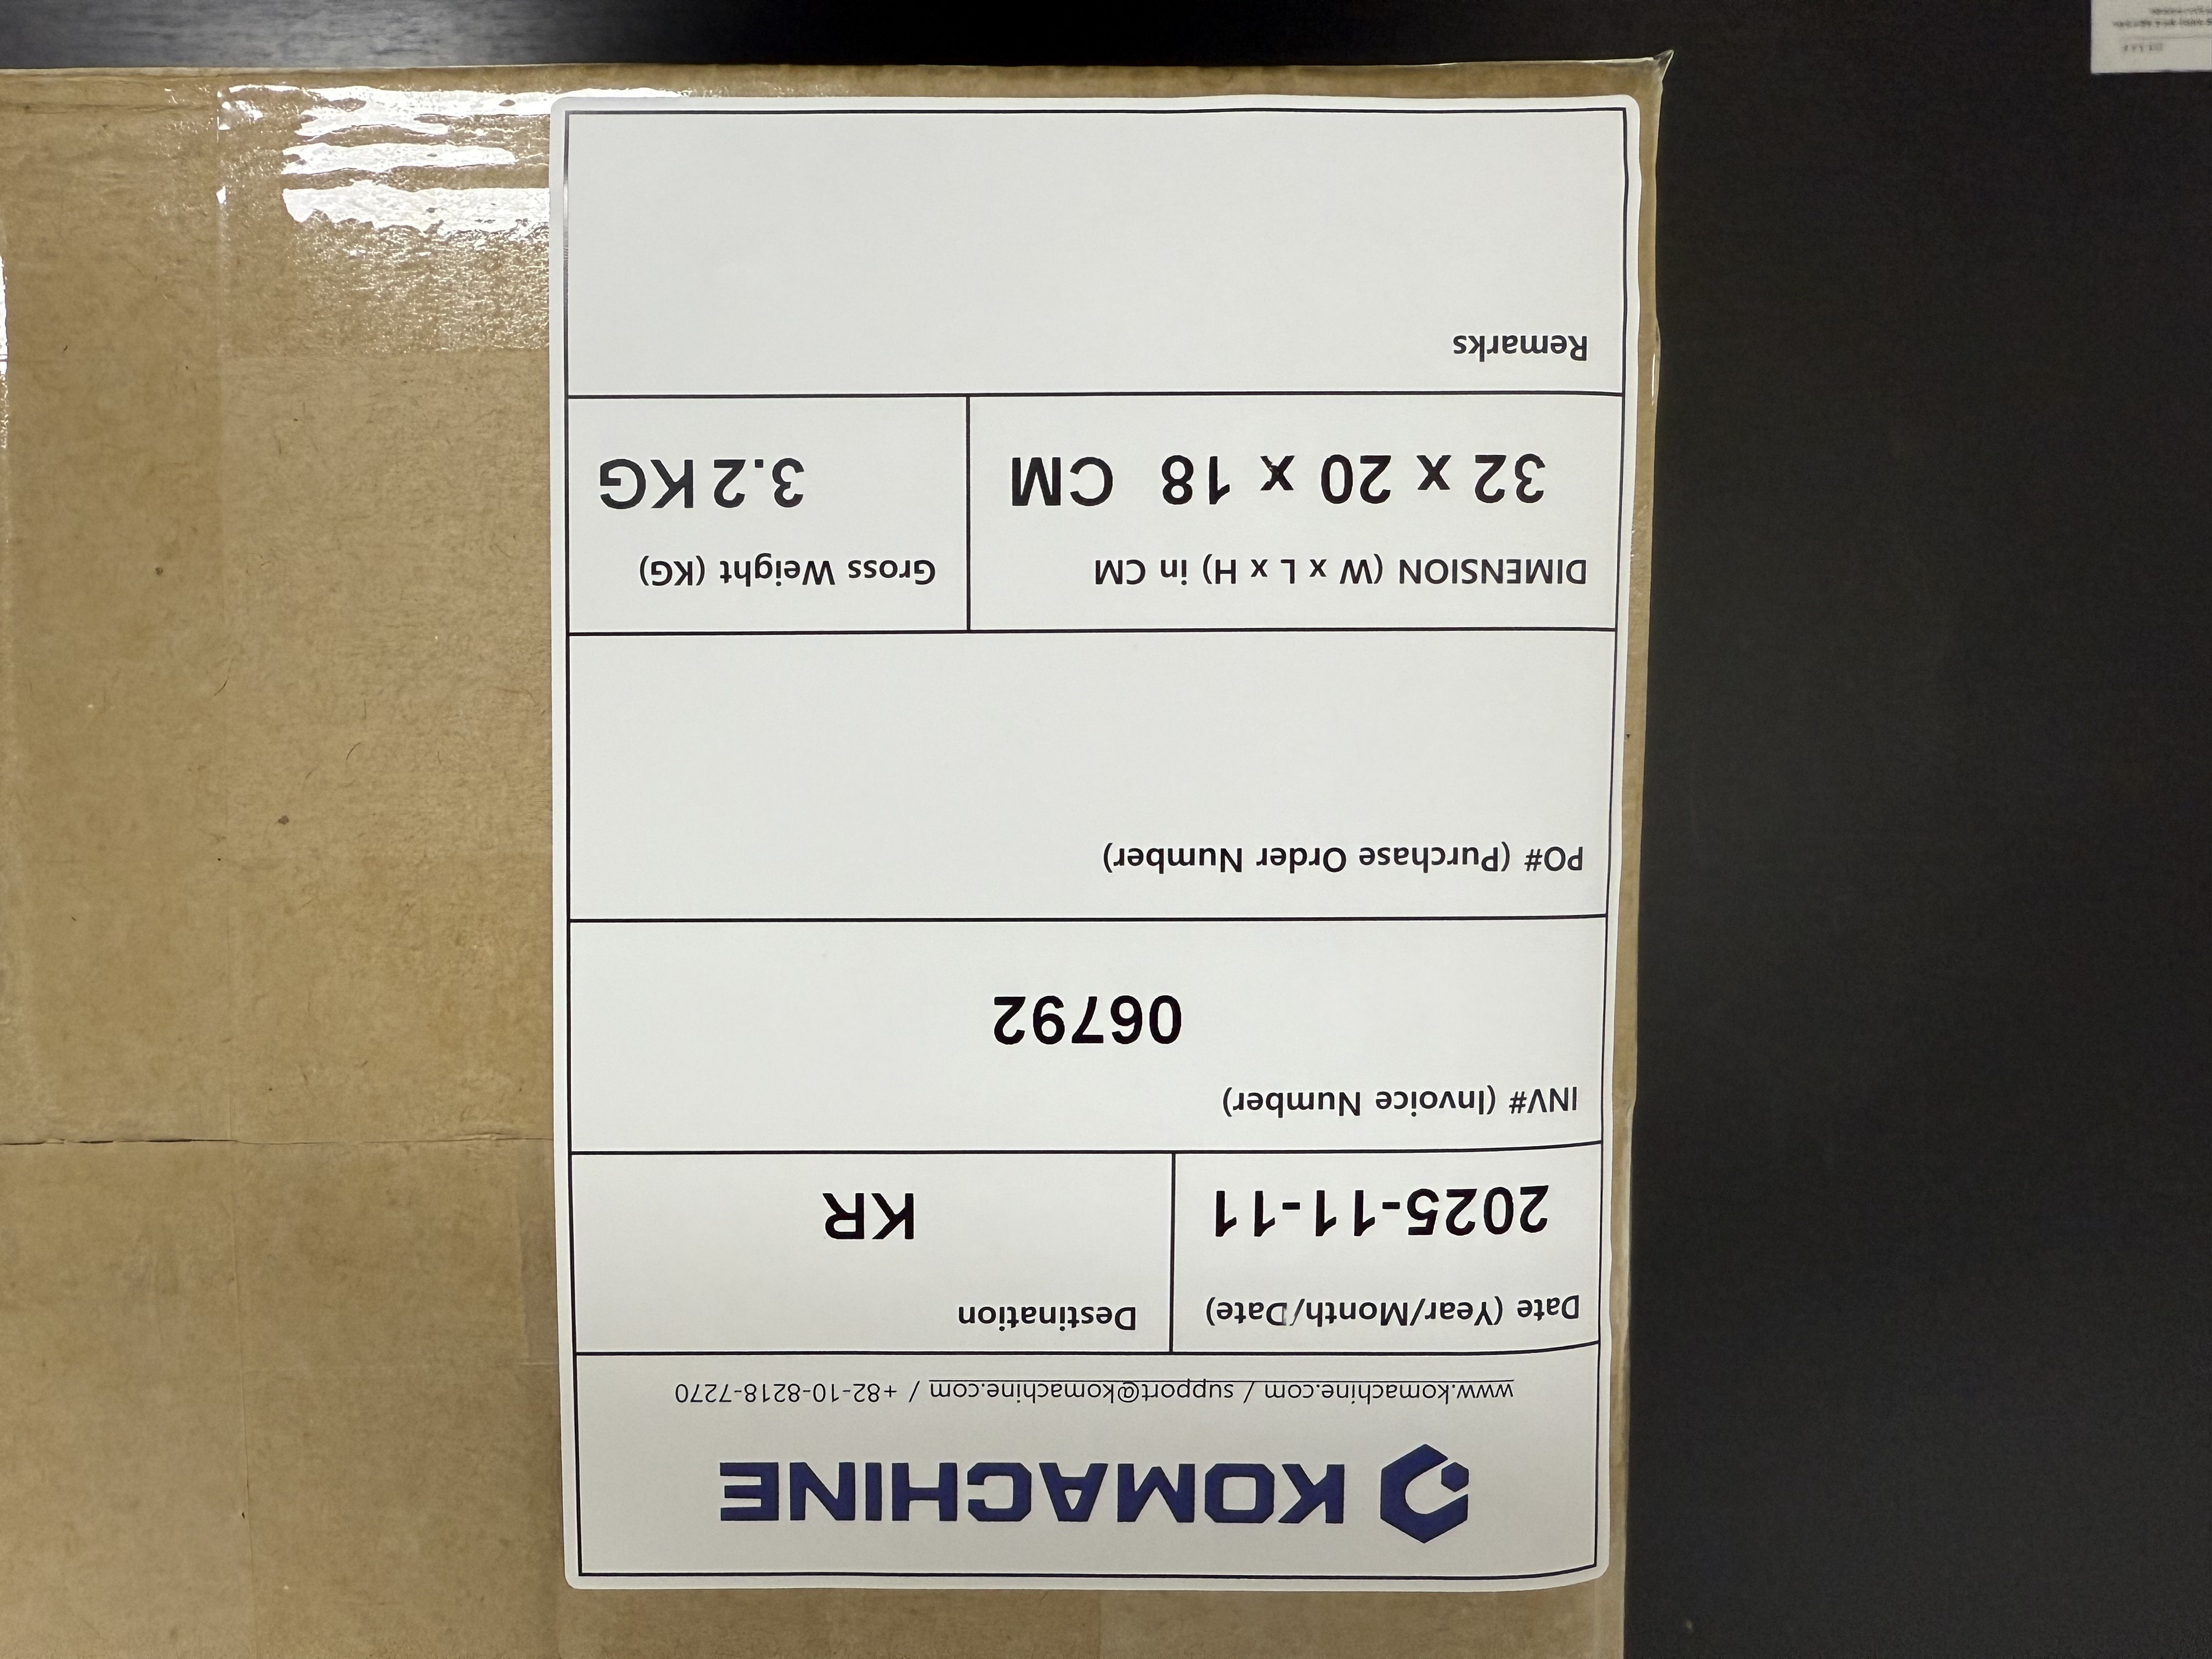 KOMACHINE
www.komachine.com / support@komachine.com / +82-10-8218-7270
Date (Year/Month/Date)
2025-11-11
Destination
KR
INV# (Invoice Number)
06792
PO# (Purchase Order Number)
DIMENSION (W x L x H) in CM
32 x 20 x 18 CM
Gross Weight (KG)
3.2 KG
Remarks